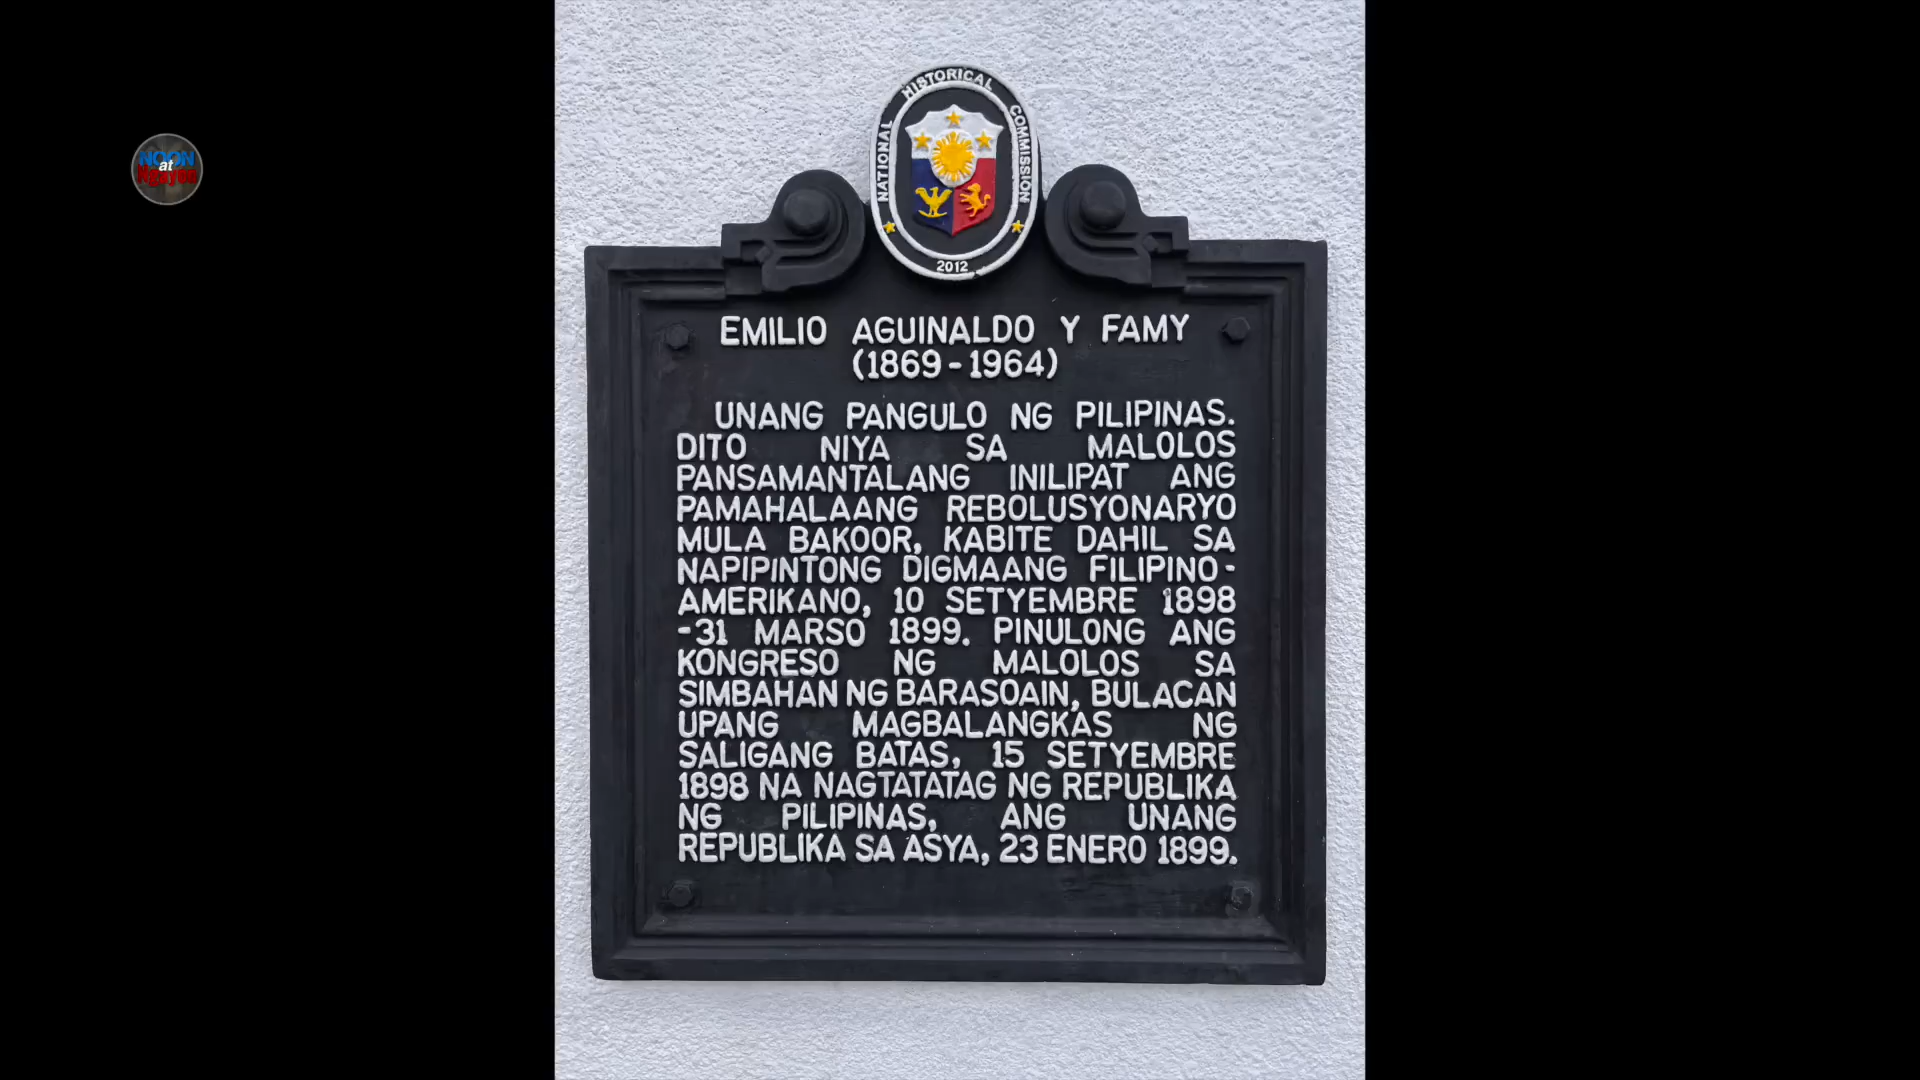 NOON
at
Ngayon
NATIONAL HISTORICAL COMMISSION
2012
EMILIO AGUINALDO Y FAMY
(1869-1964)
UNANG PANGULO NG PILIPINAS.
DITO NIYA SA MALOLOS
PANSAMANTALANG INILIPAT ANG
PAMAHALAANG REBOLUSYONARYO
MULA BAKOOR, KABITE DAHIL SA
NAPIPINTONG DIGMAANG FILIPINO-
AMERIKANO, 10 SETYEMBRE 1898
-31 MARSO 1899. PINULONG ANG
KONGRESO NG MALOLOS SA
SIMBAHAN NG BARASOAIN, BULACAN
UPANG MAGBALANGKAS NG
SALIGANG BATAS, 15 SETYEMBRE
1898 NA NAGTATATAG NG REPUBLIKA
NG PILIPINAS, ANG UNANG
REPUBLIKA SA ASYA, 23 ENERO 1899.